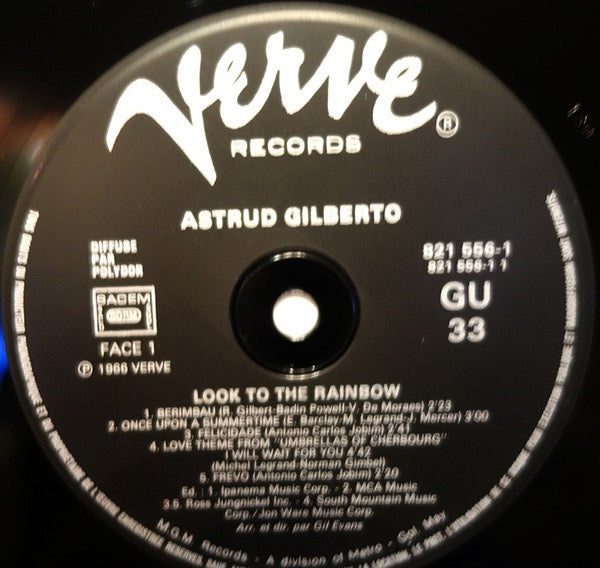 Verve ®
RECORDS
ASTRUD GILBERTO
DIFFUSE
PAR
POLYDOR
SACEM
SDRM
FACE 1
℗ 1966 VERVE
821 556-1
821 556-1 1
GU
33
LOOK TO THE RAINBOW
1. BERIMBAU (R. Gilbert-Badin Powell-V. De Moraes) 2'23
2. ONCE UPON A SUMMERTIME (E. Barclay-M. Legrand-J. Mercer) 3'00
3. FELICIDADE (Antonio Carlos Jobim) 2'41
4. LOVE THEME FROM "UMBRELLAS OF CHERBOURG"
I WILL WAIT FOR YOU 4'42
(Michel Legrand-Norman Gimbel)
5. FREVO (Antonio Carlos Jobim) 2'20
Ed. : 1. Ipanema Music Corp. - 2. MCA Music
3.5. Ross Jungnickel Inc. - 4. South Mountain Music
Corp./Jon Ware Music Corp.
Arr. et dir. par Gil Evans
M.G.M. Records - A division of Metro - Gol. May